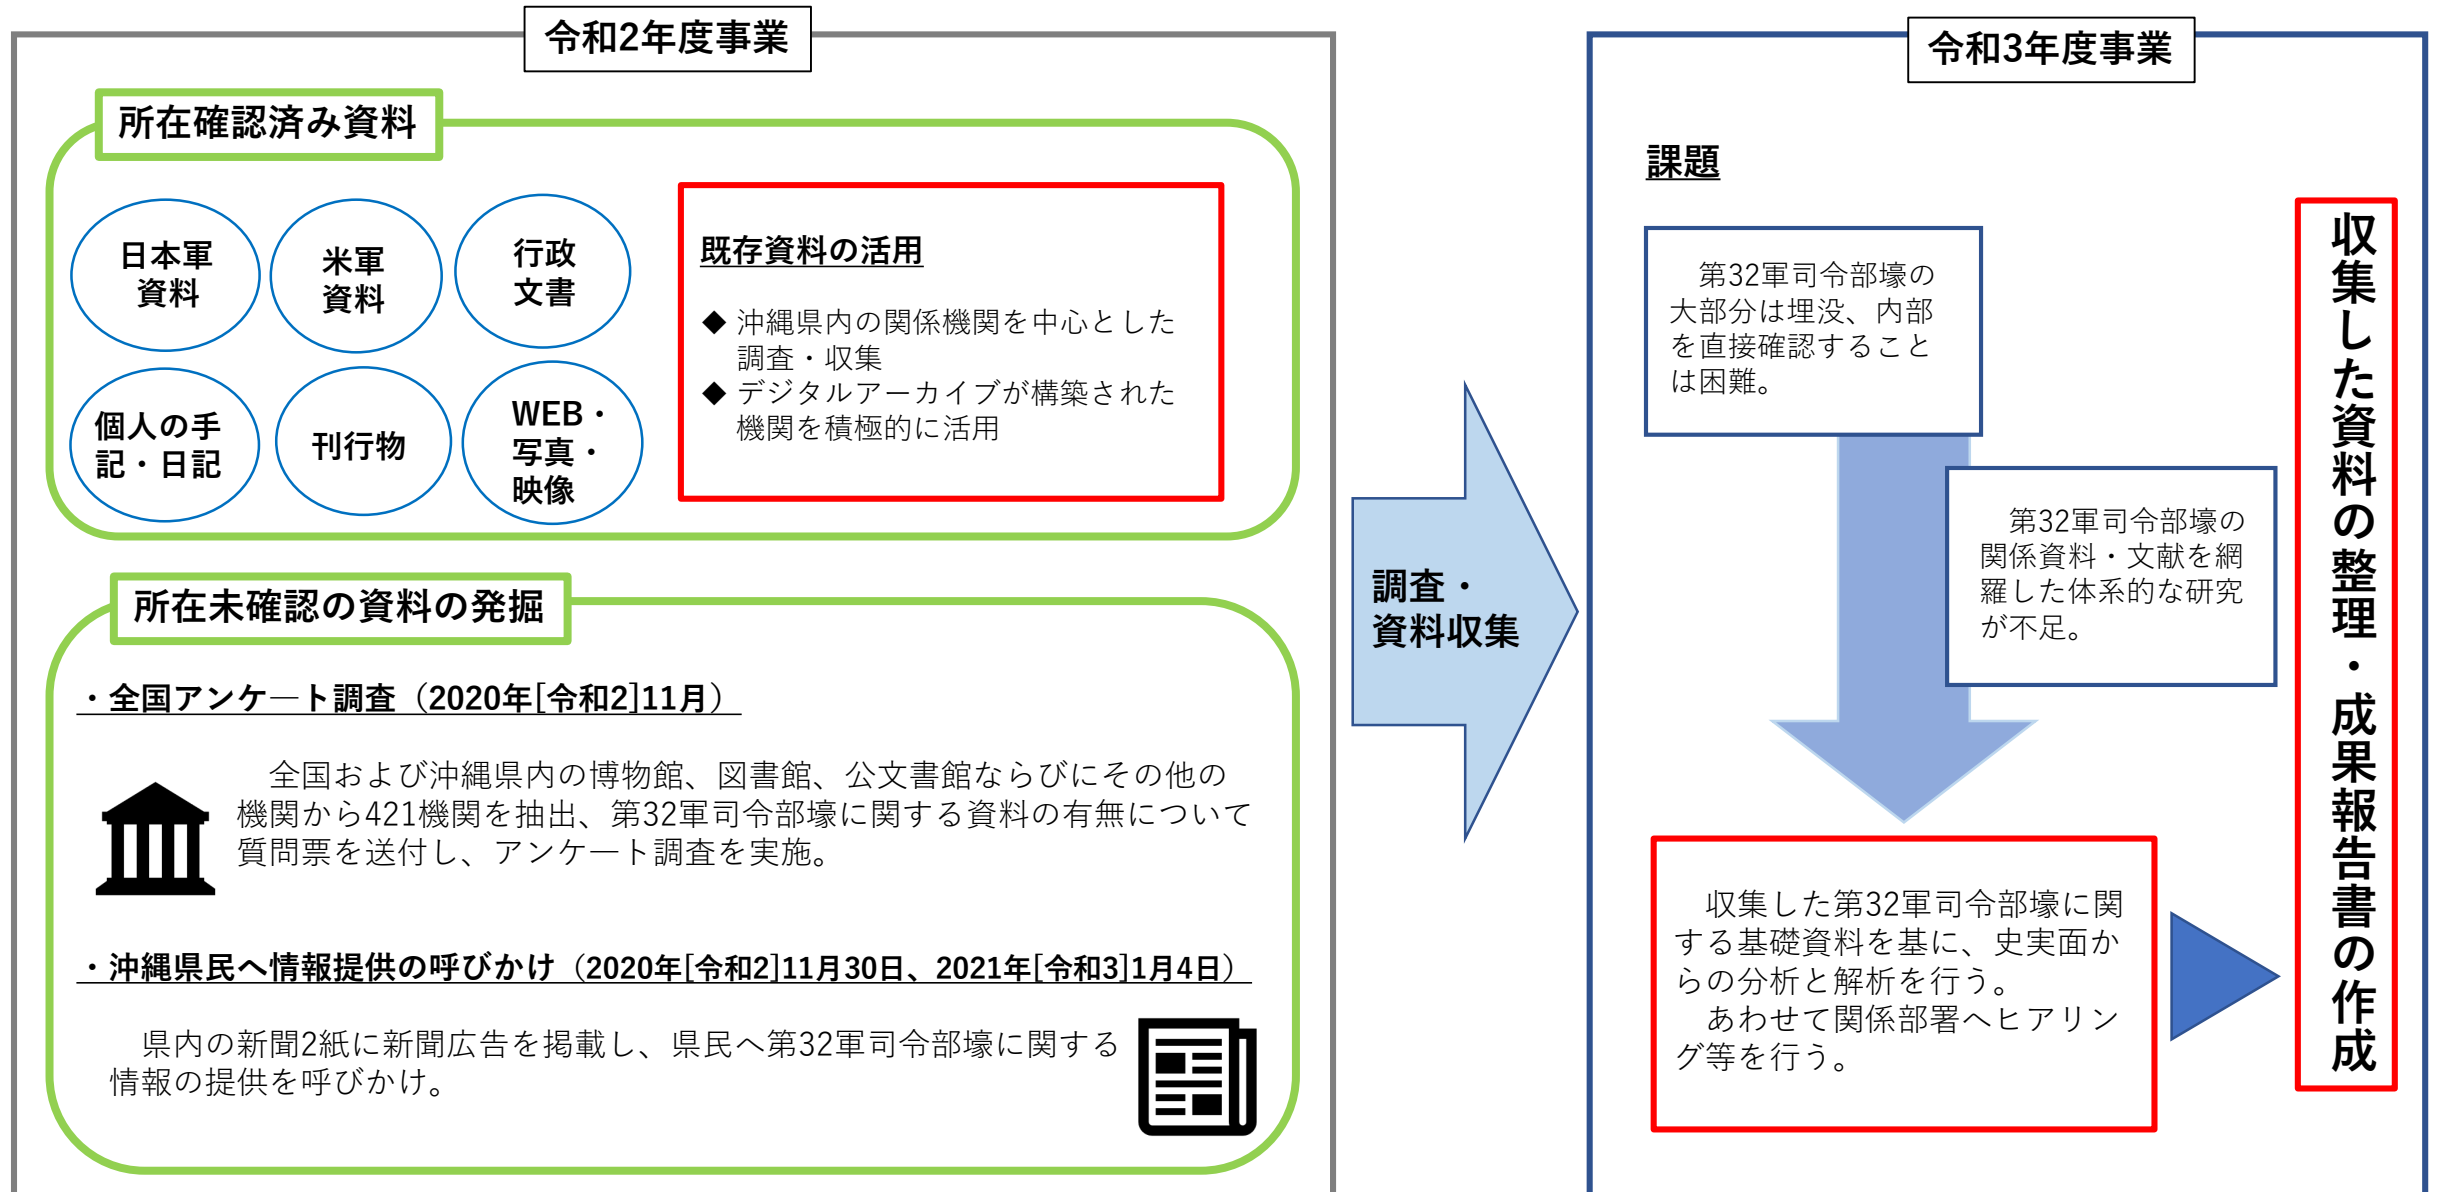 令和2年度事業
所在確認済み資料
日本軍
資料
米軍
資料
行政
文書
個人の手
記・日記
刊行物
WEB・
写真・
映像
既存資料の活用
◆ 沖縄県内の関係機関を中心とした
調査・収集
◆ デジタルアーカイブが構築された
機関を積極的に活用
所在未確認の資料の発掘
・全国アンケート調査（2020年[令和2]11月）
全国および沖縄県内の博物館、図書館、公文書館ならびにその他の
機関から421機関を抽出、第32軍司令部壕に関する資料の有無について
質問票を送付し、アンケート調査を実施。
・沖縄県民へ情報提供の呼びかけ（2020年[令和2]11月30日、2021年[令和3]1月4日）
県内の新聞2紙に新聞広告を掲載し、県民へ第32軍司令部壕に関する
情報の提供を呼びかけ。
調査・
資料収集
令和3年度事業
課題
第32軍司令部壕の
大部分は埋没、内部
を直接確認すること
は困難。
第32軍司令部壕の
関係資料・文献を網
羅した体系的な研究
が不足。
収集した第32軍司令部壕に関
する基礎資料を基に、史実面か
らの分析と解析を行う。
あわせて関係部署へヒアリン
グ等を行う。
収集した資料の整理・成果報告書の作成